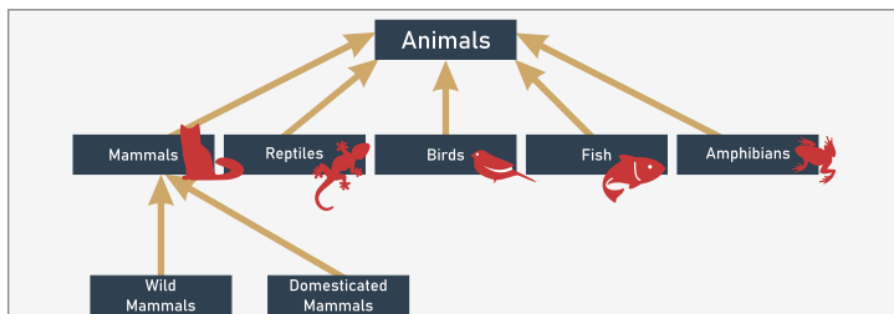 Animals
Mammals
Reptiles
Birds
Fish
Amphibians
Wild
Mammals
Domesticated
Mammals